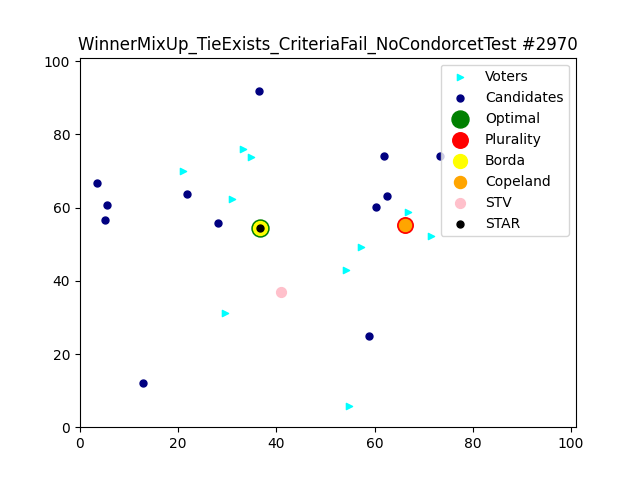 WinnerMixUp_TieExists_CriteriaFail_NoCondorcetTest #2970
100
80
60
40
20
0
0 20 40 60 80 100
Voters
Candidates
Optimal
Plurality
Borda
Copeland
STV
STAR